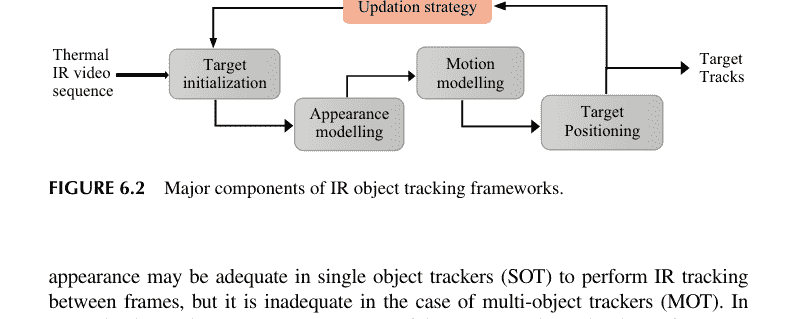 Updation strategy
Thermal
IR video
sequence
Target
initialization
Appearance
modelling
Motion
modelling
Target
Positioning
Target
Tracks
FIGURE 6.2 Major components of IR object tracking frameworks.
appearance may be adequate in single object trackers (SOT) to perform IR tracking
between frames, but it is inadequate in the case of multi-object trackers (MOT). In